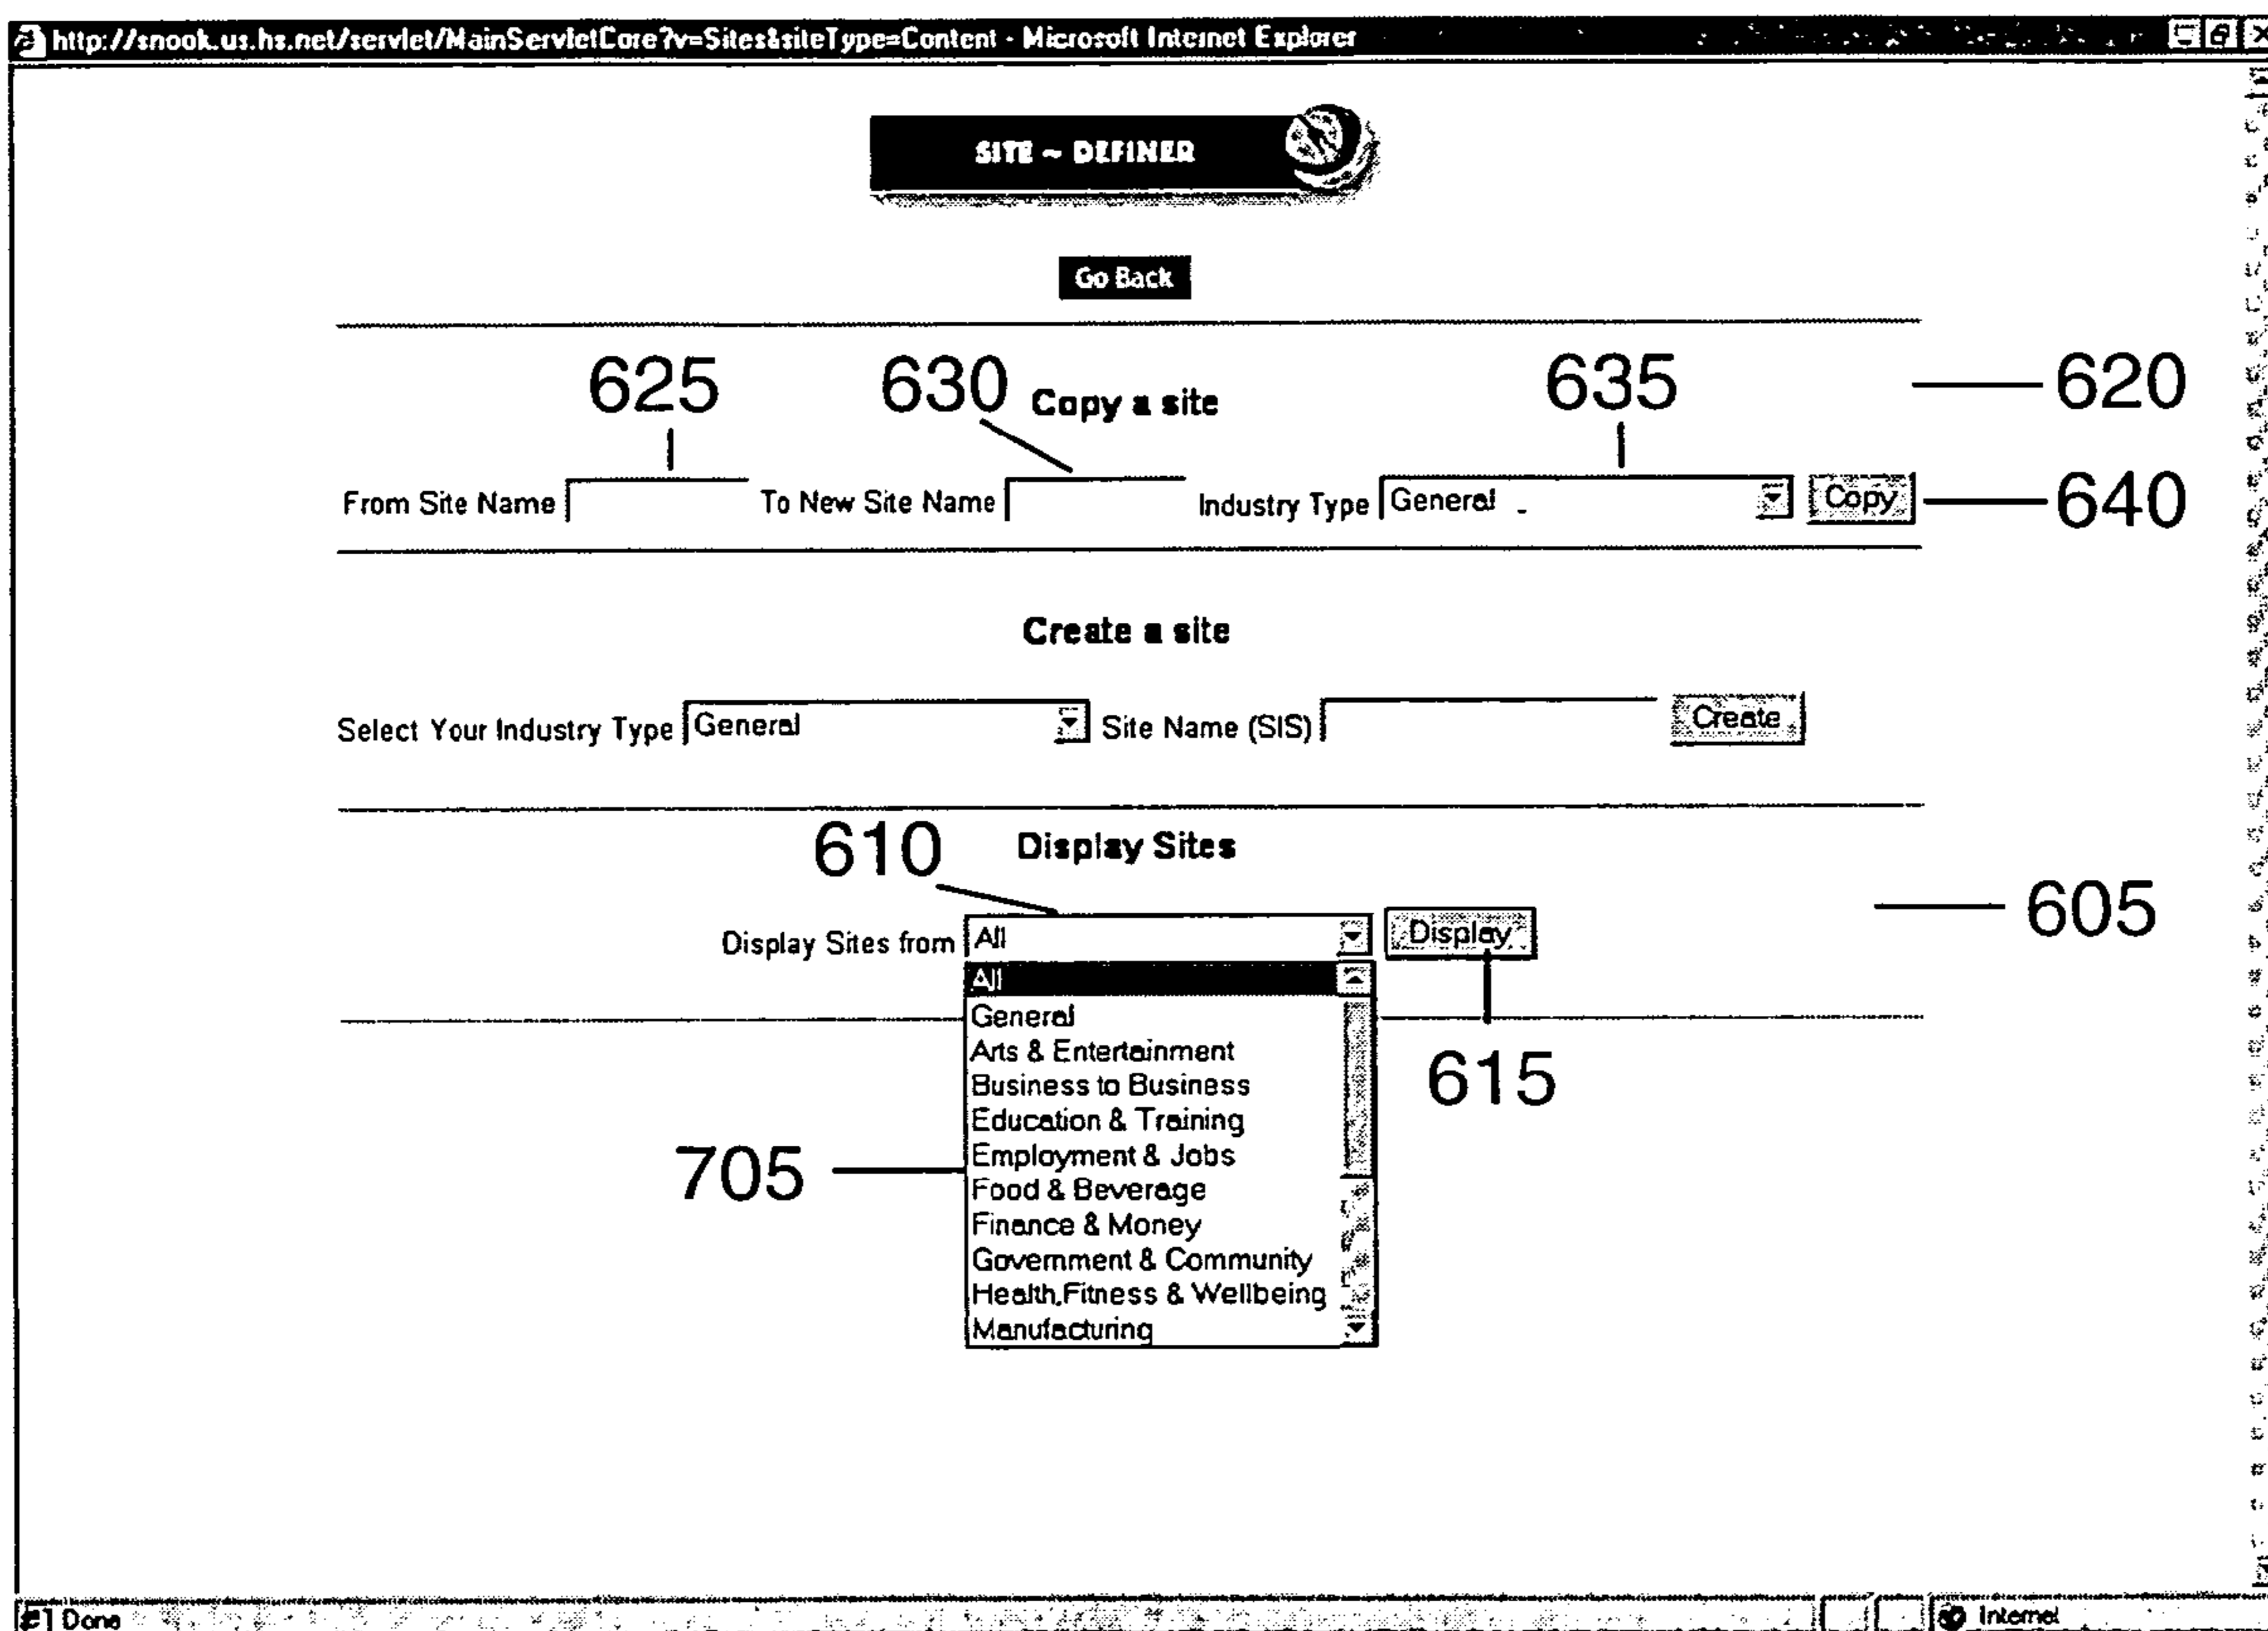 http://snook.us.hs.net/servlet/MainServletCore?v=Sites&siteType=Content - Microsoft Internet Explorer
SITE ~ DEFINER
Go Back
625 630 Copy a site 635 620
From Site Name To New Site Name Industry Type General Copy 640
Create a site
Select Your Industry Type General Site Name (SIS) Create
610 Display Sites
605
Display Sites from All Display
All
General
Arts & Entertainment
Business to Business
615
Education & Training
Employment & Jobs
705
Food & Beverage
Finance & Money
Government & Community
Health,Fitness & Wellbeing
Manufacturing
Done Internet